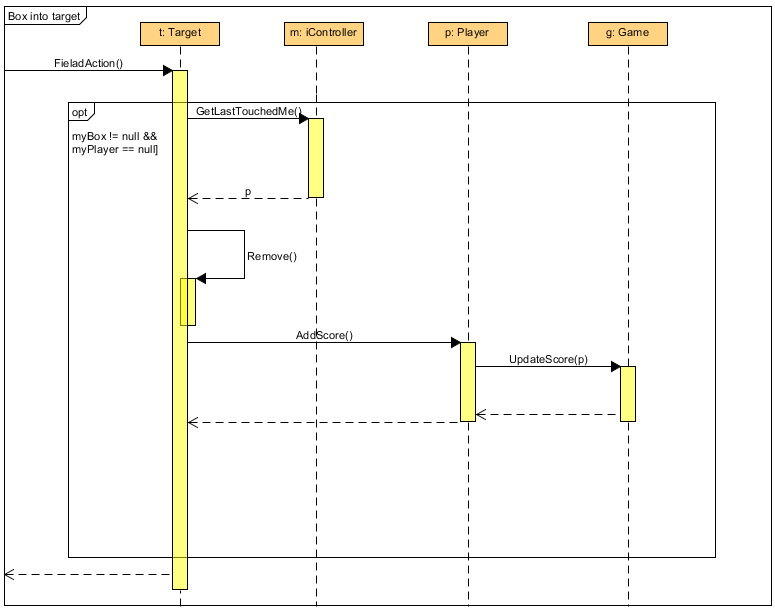 Box into target
t: Target
m: iController
p: Player
g: Game
FieladAction()
opt
GetLastTouchedMe()
myBox != null &&
myPlayer == null]
p
Remove()
AddScore()
UpdateScore(p)